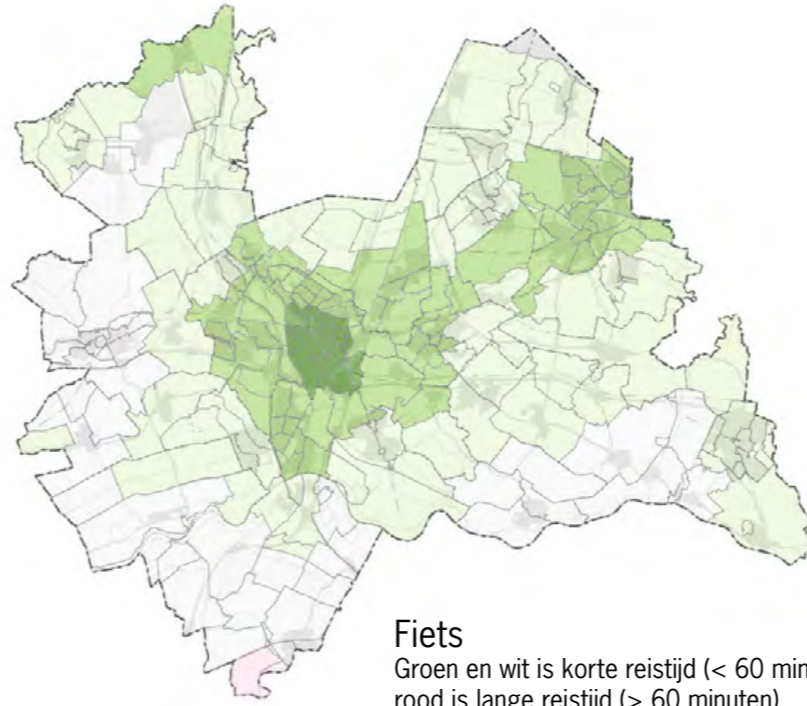 Fiets
Groen en wit is korte reistijd (< 60 min
rood is lange reistijd (> 60 minuten)